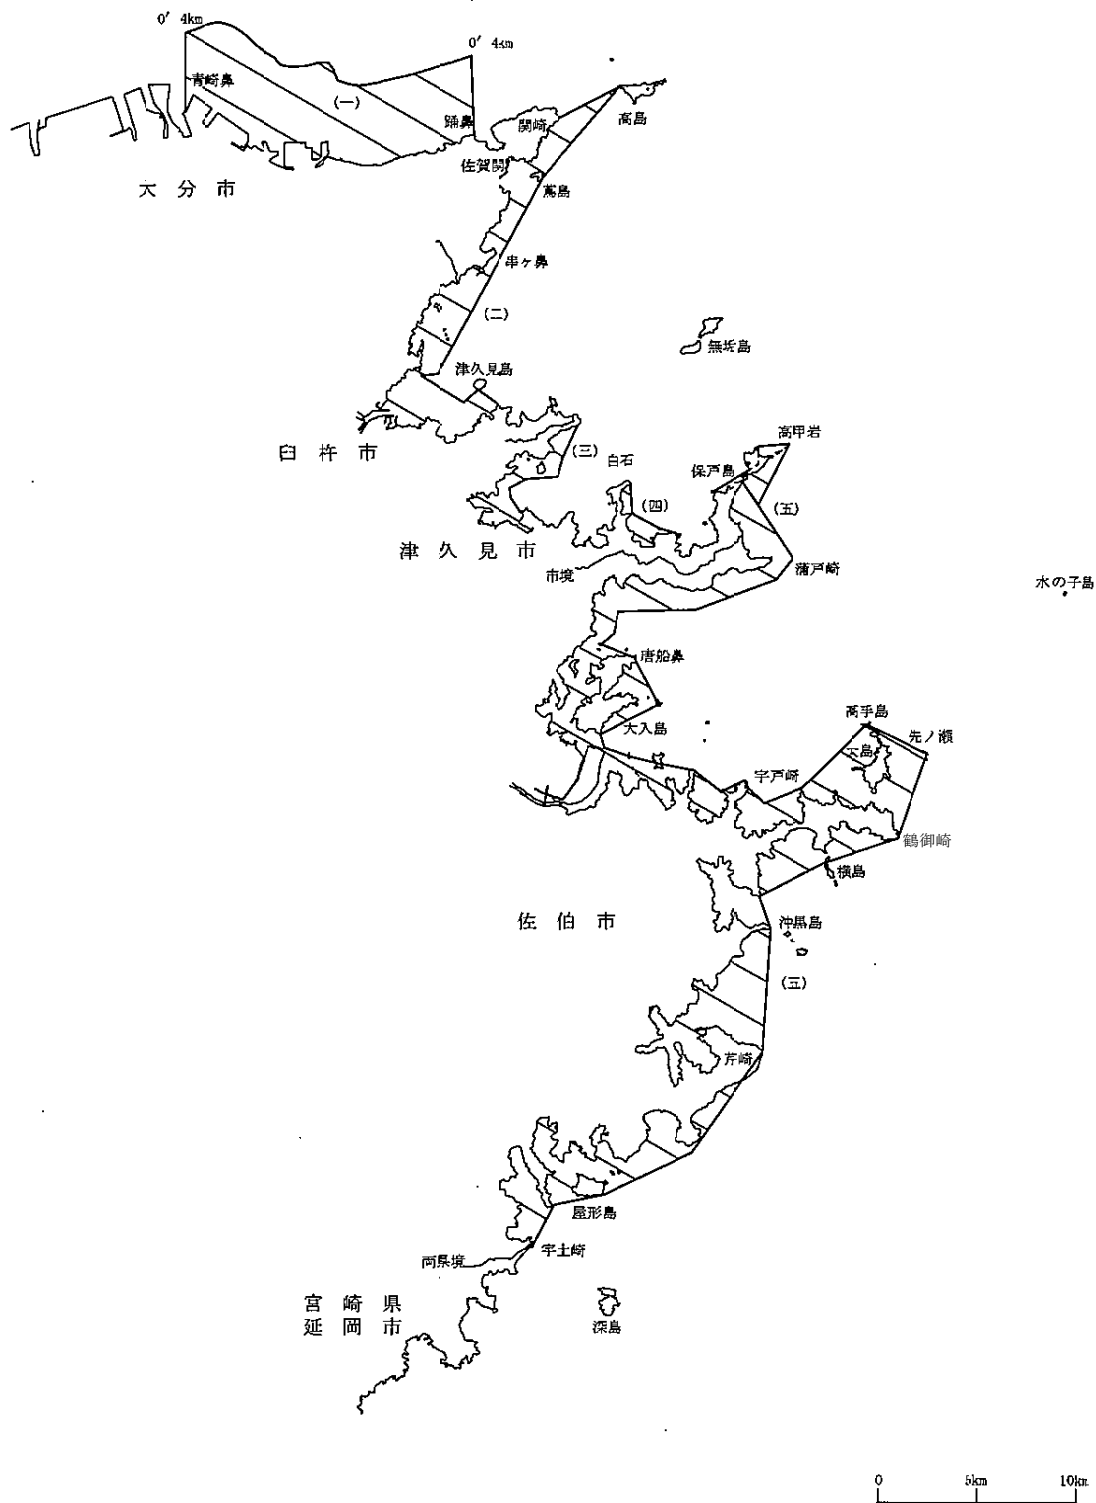 0' 4km
0' 4km
青崎鼻
(一)
踊鼻
関崎
高島
佐賀関
大分市
蔦島
串ヶ鼻
(二)
無垢島
津久見島
臼杵市
(三)
白石
高甲岩
保戸島
(四)
(五)
津久見市
市境
蒲戸崎
水の子島
唐船鼻
大入島
高手島
先ノ瀬
大島
宇戸崎
鶴御崎
横島
佐伯市
沖黒島
(五)
芹崎
屋形島
両県境
宇土崎
宮崎県
延岡市
深島
0 5km 10km